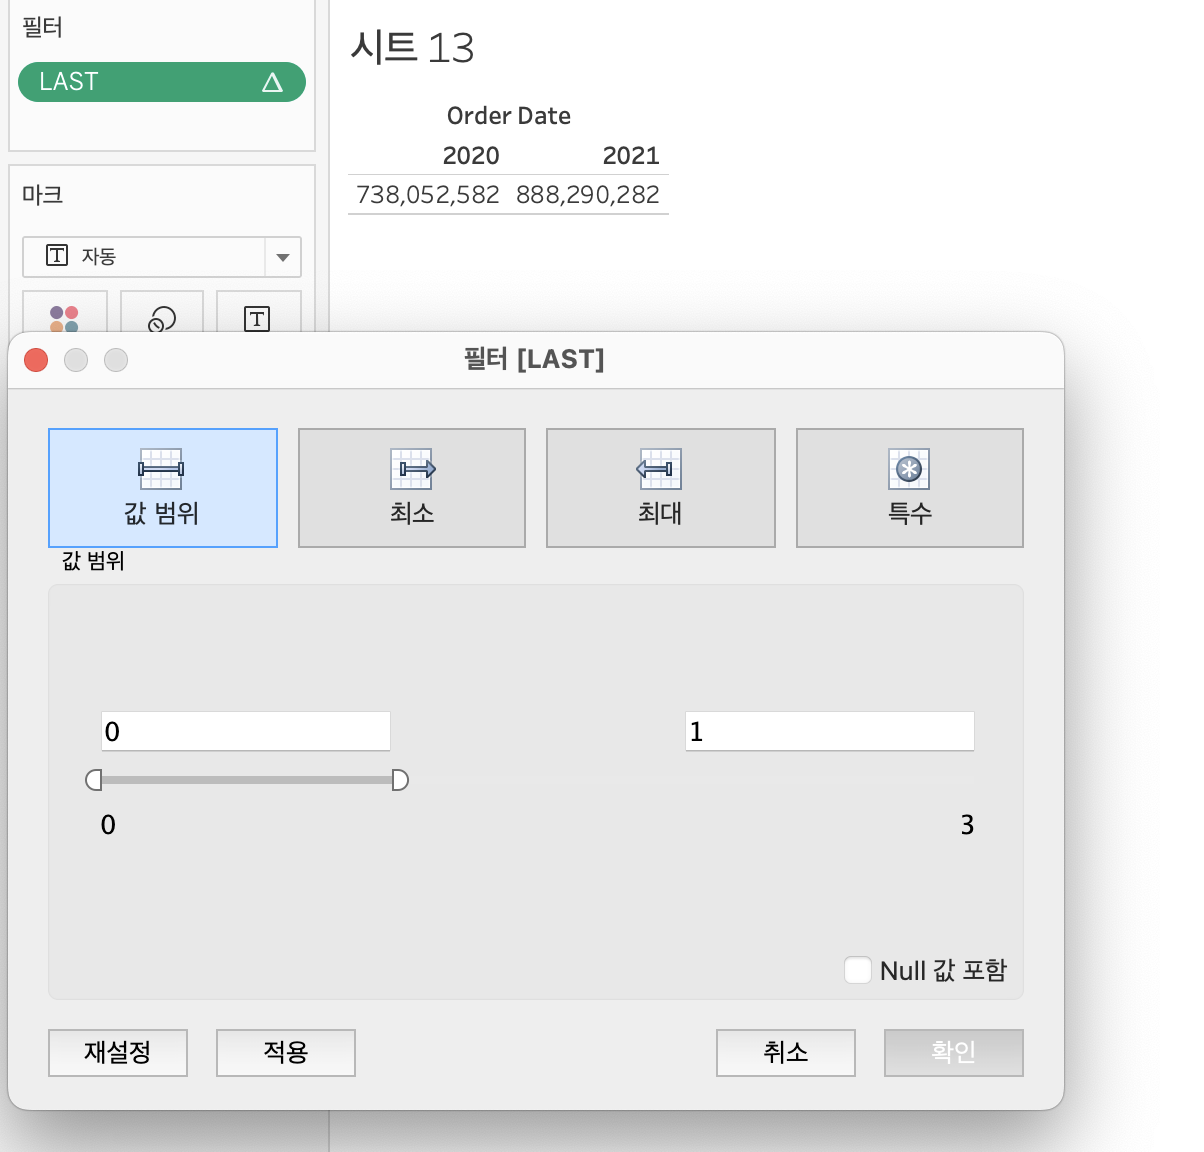 필터
LAST
마크
자동
T
시트 13
Order Date
2020 2021
738,052,582 888,290,282
필터 [LAST]
값 범위 최소 최대 특수
값 범위
0 1
0 3
Null 값 포함
재설정 적용 취소 확인